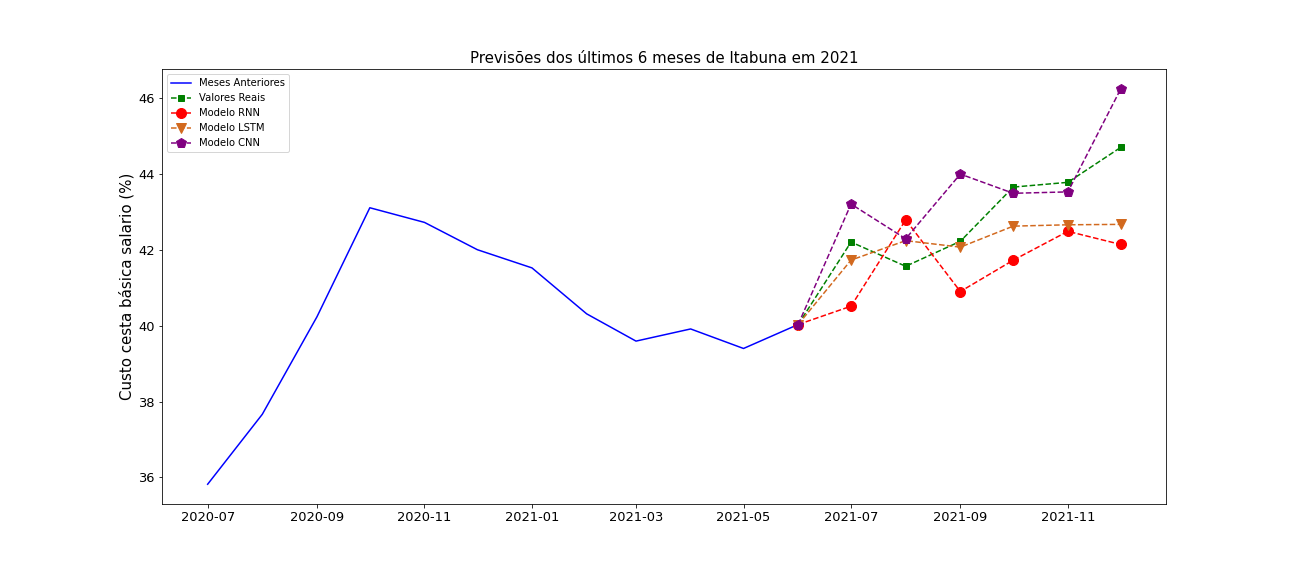 Previsões dos últimos 6 meses de Itabuna em 2021
Meses Anteriores
Valores Reais
Modelo RNN
Modelo LSTM
Modelo CNN
Custo cesta básica salario (%)
46
44
42
40
38
36
2020-07 2020-09 2020-11 2021-01 2021-03 2021-05 2021-07 2021-09 2021-11